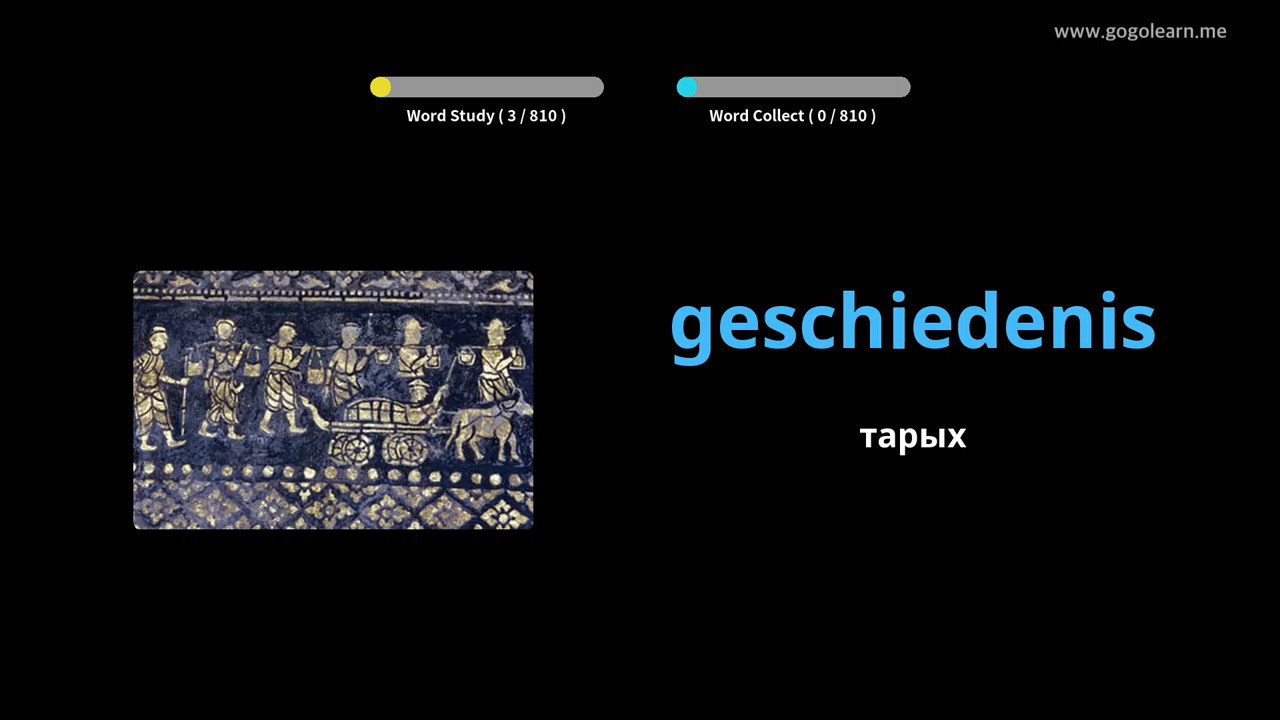 www.gogolearn.me
Word Study ( 3 / 810 )
Word Collect ( 0 / 810 )
geschiedenis
тарых